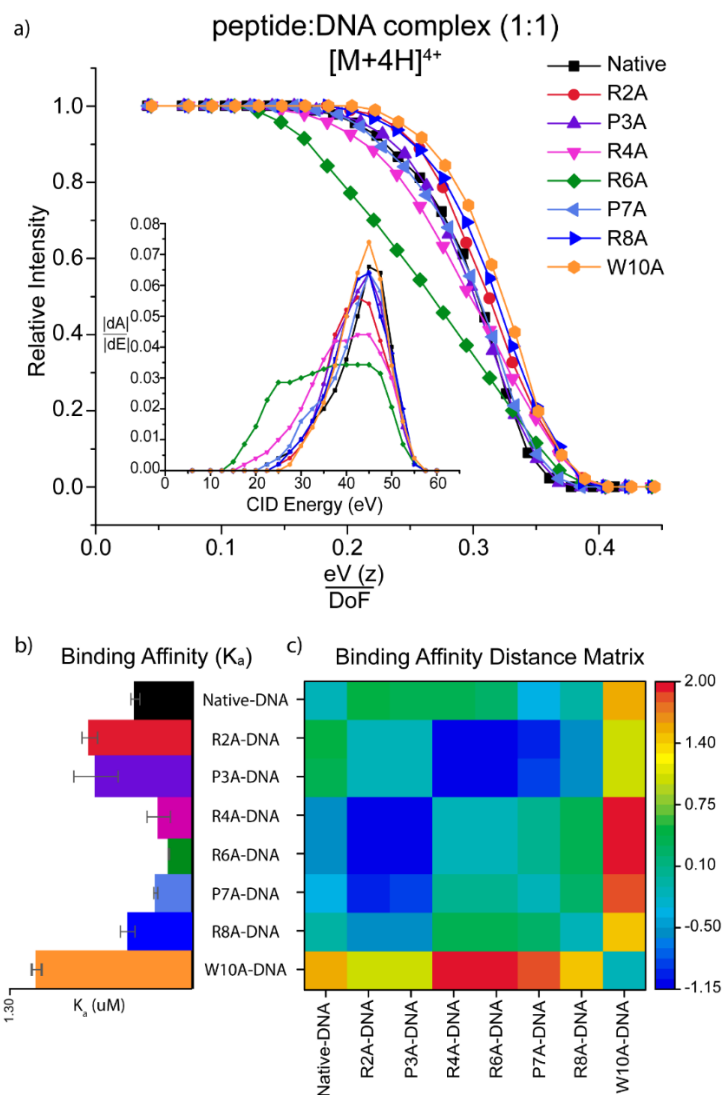 a)
peptide:DNA complex (1:1)
[M+4H]⁴⁺
Native
R2A
P3A
R4A
R6A
P7A
R8A
W10A
1.0
0.8
0.6
0.4
0.2
0.0
Relative Intensity
0.08
0.07
0.06
0.05
0.04
0.03
0.02
0.01
0.00
|dA|
|dE|
0 10 20 30 40 50 60
CID Energy (eV)
0.0 0.1 0.2 0.3 0.4
eV (z)
DoF
b)
Binding Affinity (Kₐ)
c)
Binding Affinity Distance Matrix
Native-DNA
R2A-DNA
P3A-DNA
R4A-DNA
R6A-DNA
P7A-DNA
R8A-DNA
W10A-DNA
1.30
Kₐ (uM)
2.00
1.40
0.75
0.10
-0.50
-1.15
Native-DNA
R2A-DNA
P3A-DNA
R4A-DNA
R6A-DNA
P7A-DNA
R8A-DNA
W10A-DNA